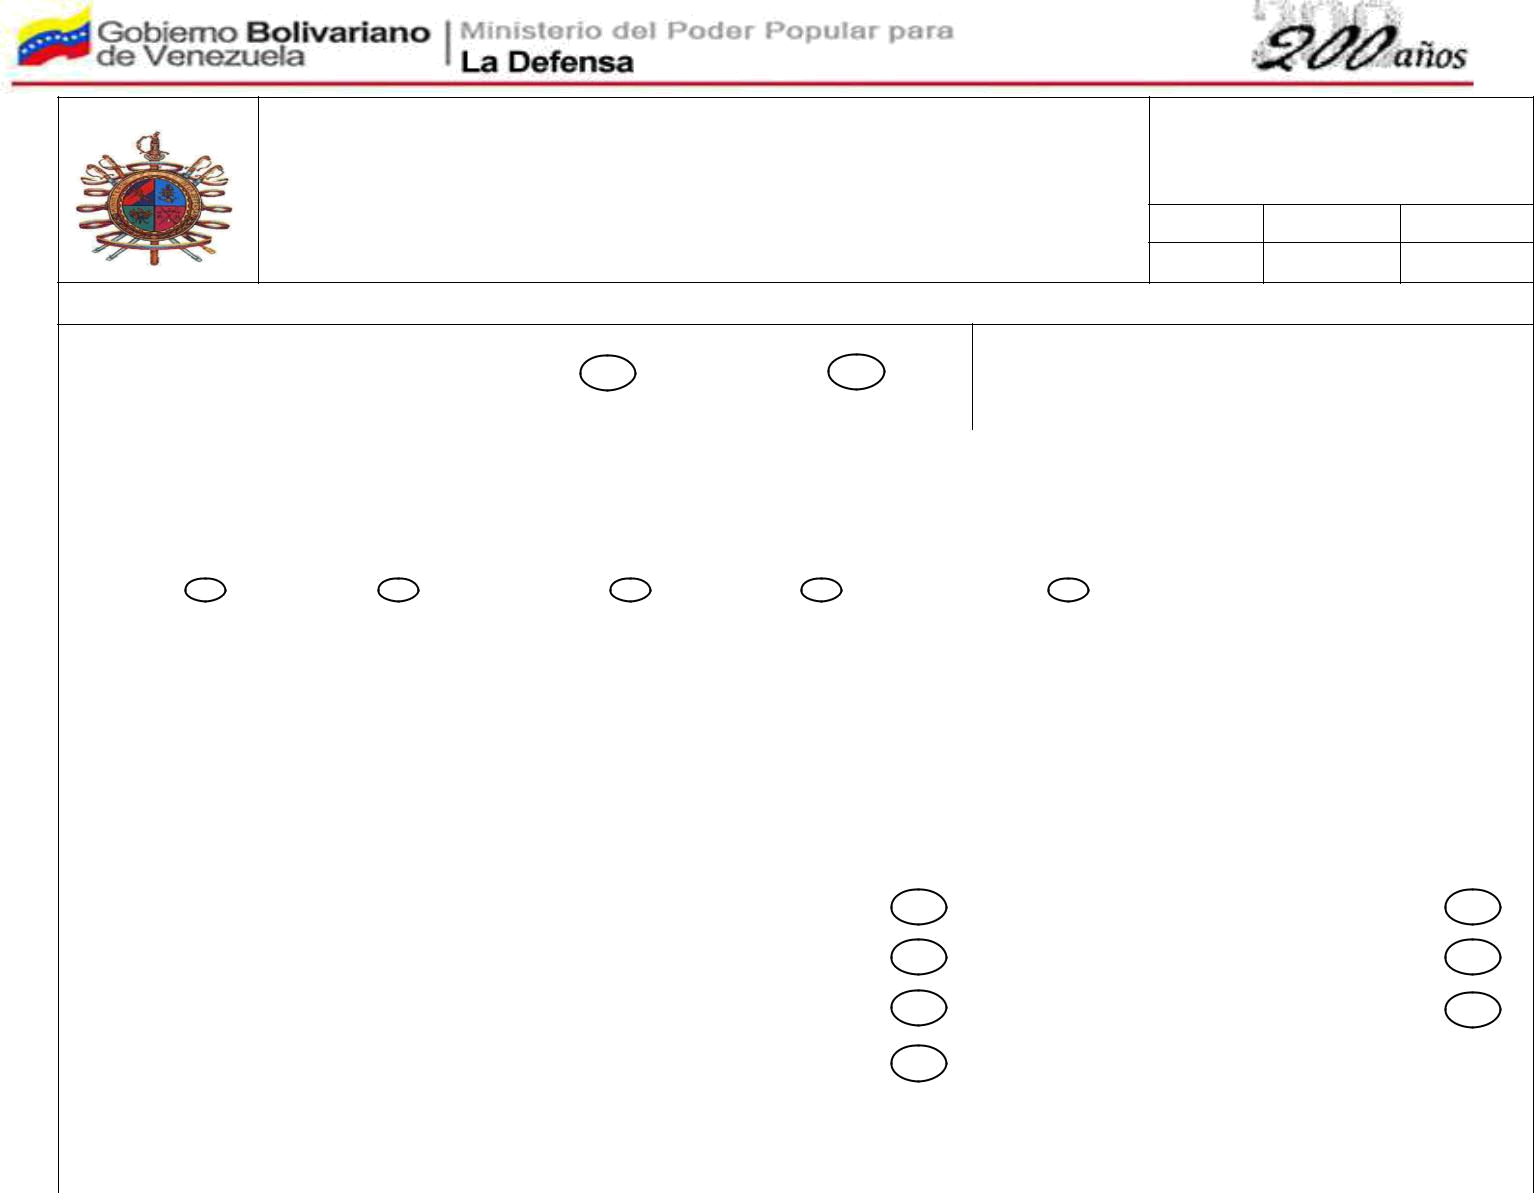 Gobierno Bolivariano
de Venezuela
Ministerio del Poder Popular para
La Defensa
200 años